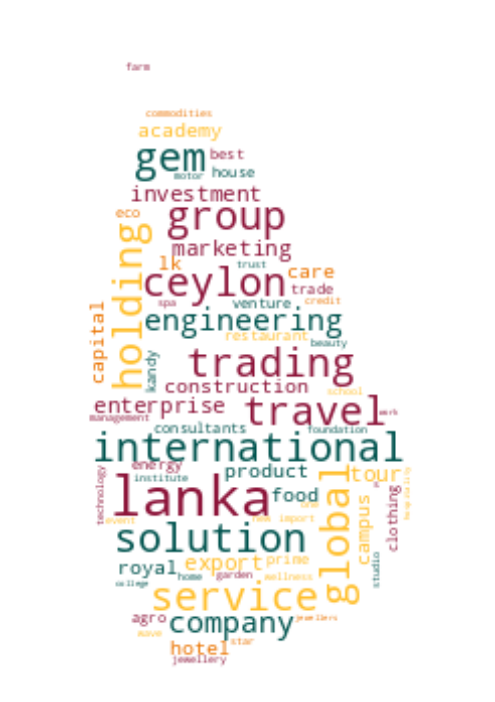 farm
commodities
academy
gem
best
motor
house
investment
eco
group
holding
marketing
lk
trust
care
ceylon
trade
spa
venture
credit
capital
engineering
restaurant
beauty
kandy
trading
construction
school
enterprise
travel
work
management
consultants
foundation
international
technology
energy
institute
product
global
tour
hospitality
lanka
food
campus
clothing
event
new
import
solution
royal
export
prime
studio
college
home
garden
wellness
service
agro
company
jewellers
wave
hotel
star
jewellery